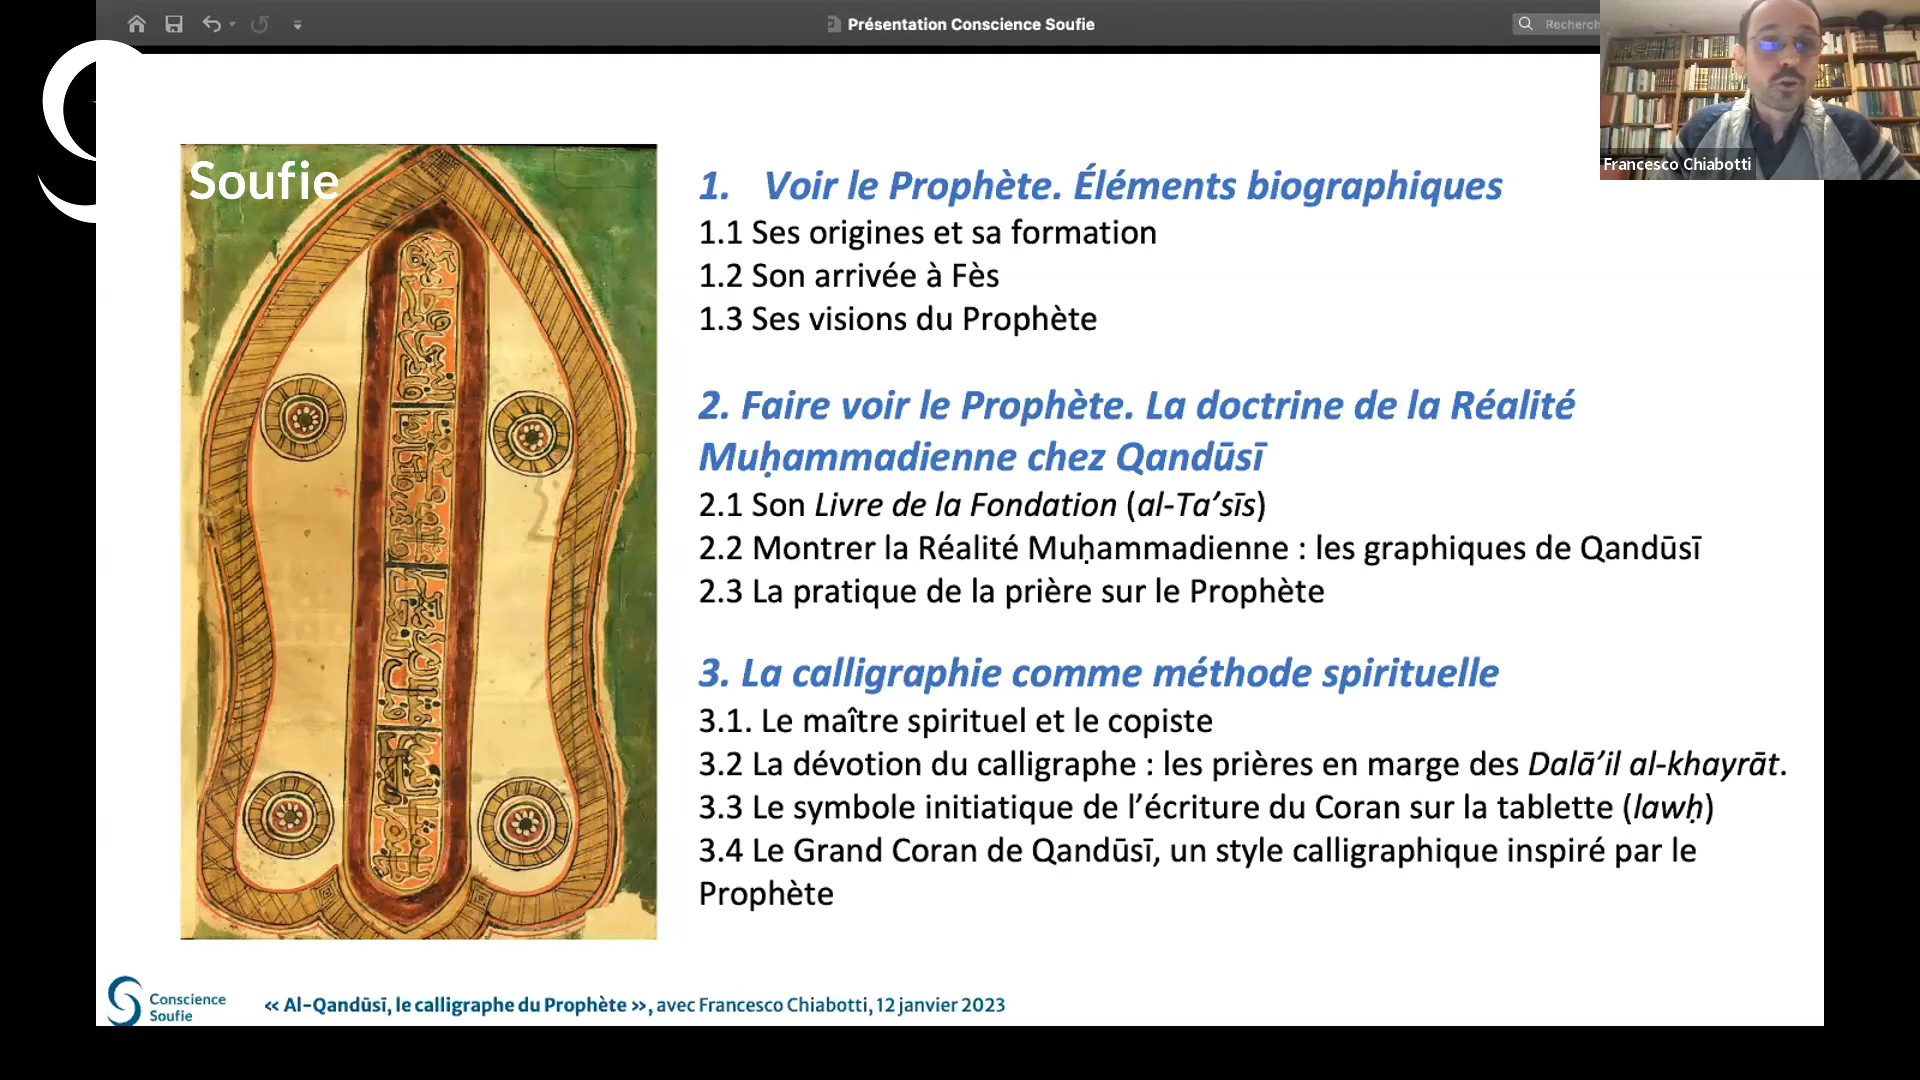 Présentation Conscience Soufie
Recherch
Francesco Chiabotti
Soufie
1. Voir le Prophète. Éléments biographiques
1.1 Ses origines et sa formation
1.2 Son arrivée à Fès
1.3 Ses visions du Prophète
2. Faire voir le Prophète. La doctrine de la Réalité
Muḥammadienne chez Qandūsī
2.1 Son Livre de la Fondation (al-Ta’sīs)
2.2 Montrer la Réalité Muḥammadienne : les graphiques de Qandūsī
2.3 La pratique de la prière sur le Prophète
3. La calligraphie comme méthode spirituelle
3.1. Le maître spirituel et le copiste
3.2 La dévotion du calligraphe : les prières en marge des Dalā’il al-khayrāt.
3.3 Le symbole initiatique de l’écriture du Coran sur la tablette (lawḥ)
3.4 Le Grand Coran de Qandūsī, un style calligraphique inspiré par le
Prophète
Conscience
Soufie
« Al-Qandūsī, le calligraphe du Prophète », avec Francesco Chiabotti, 12 janvier 2023